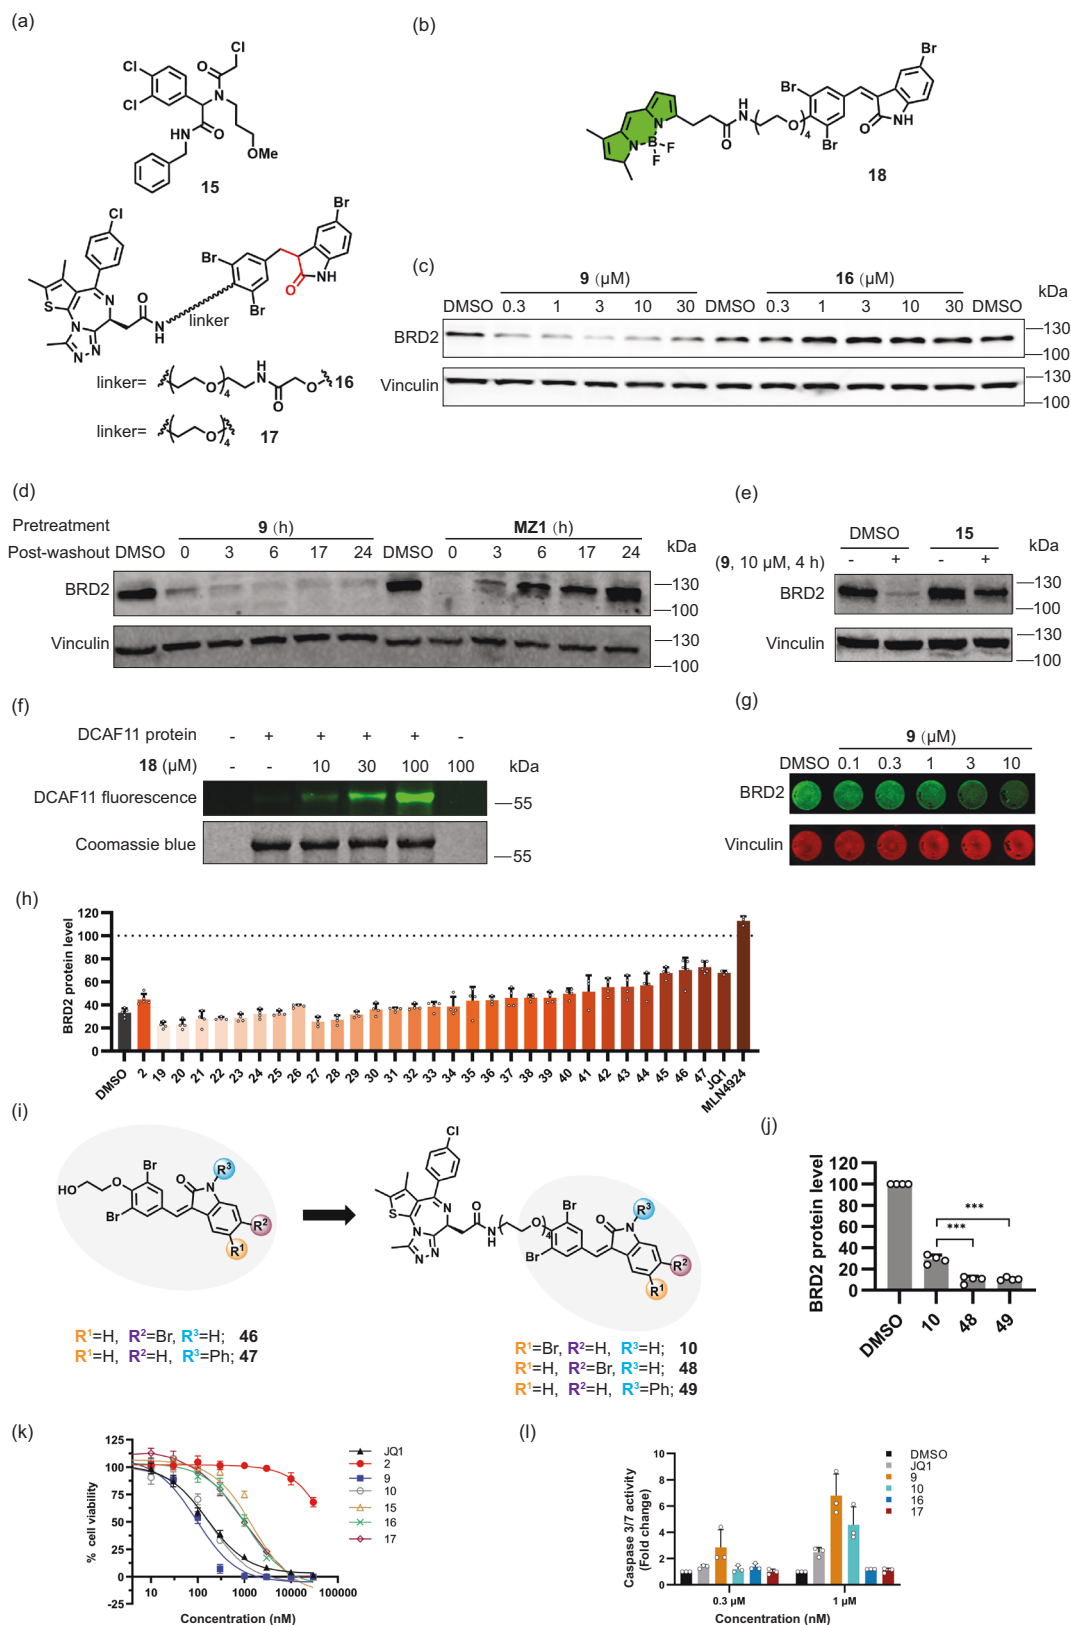 (a)
Cl
Cl
Cl
O
N
HN
O
OMe
15
Cl
Br
Br
Br
O
NH
N
N
S
O
NH
linker
N
N
N
linker=
O
4
H
N
O
O
16
linker=
O
4
17
(b)
Br
Br
Br
O
NH
H
N
O
4
O
N
N
B
F
F
18
(c)
9 (μM) 16 (μM)
DMSO 0.3 1 3 10 30 DMSO 0.3 1 3 10 30 DMSO kDa
BRD2 —130
—100
Vinculin —130
—100
(d)
Pretreatment 9 (h) MZ1 (h)
Post-washout DMSO 0 3 6 17 24 DMSO 0 3 6 17 24 kDa
BRD2 —130
—100
Vinculin —130
—100
(e)
DMSO 15 kDa
(9, 10 μM, 4 h) - + - +
BRD2 —130
—100
Vinculin —130
—100
(f)
DCAF11 protein - + + + + -
18 (μM) - - 10 30 100 100 kDa
DCAF11 fluorescence —55
Coomassie blue —55
(g)
9 (μM)
DMSO 0.1 0.3 1 3 10
BRD2
Vinculin
(h)
BRD2 protein level
120
100
80
60
40
20
0
DMSO 2 19 20 21 22 23 24 25 26 27 28 29 30 31 32 33 34 35 36 37 38 39 40 41 42 43 44 45 46 47 JQ1 MLN4924
(i)
HO
O
Br
Br
O
N
R³
R²
R¹
R¹=H, R²=Br, R³=H; 46
R¹=H, R²=H, R³=Ph; 47
Cl
S
N
N
N
N
O
N
H
O
4
Br
Br
O
N
R³
R²
R¹
R¹=Br, R²=H, R³=H; 10
R¹=H, R²=Br, R³=H; 48
R¹=H, R²=H, R³=Ph; 49
(j)
BRD2 protein level
120
100
80
60
40
20
0
***
***
DMSO 10 48 49
(k)
% cell viability
125
100
75
50
25
0
-25
10 100 1000 10000 100000
Concentration (nM)
JQ1
2
9
10
15
16
17
(l)
Caspase 3/7 activity
(Fold change)
10
8
6
4
2
0
0.3 μM 1 μM
Concentration (nM)
DMSO
JQ1
9
10
16
17